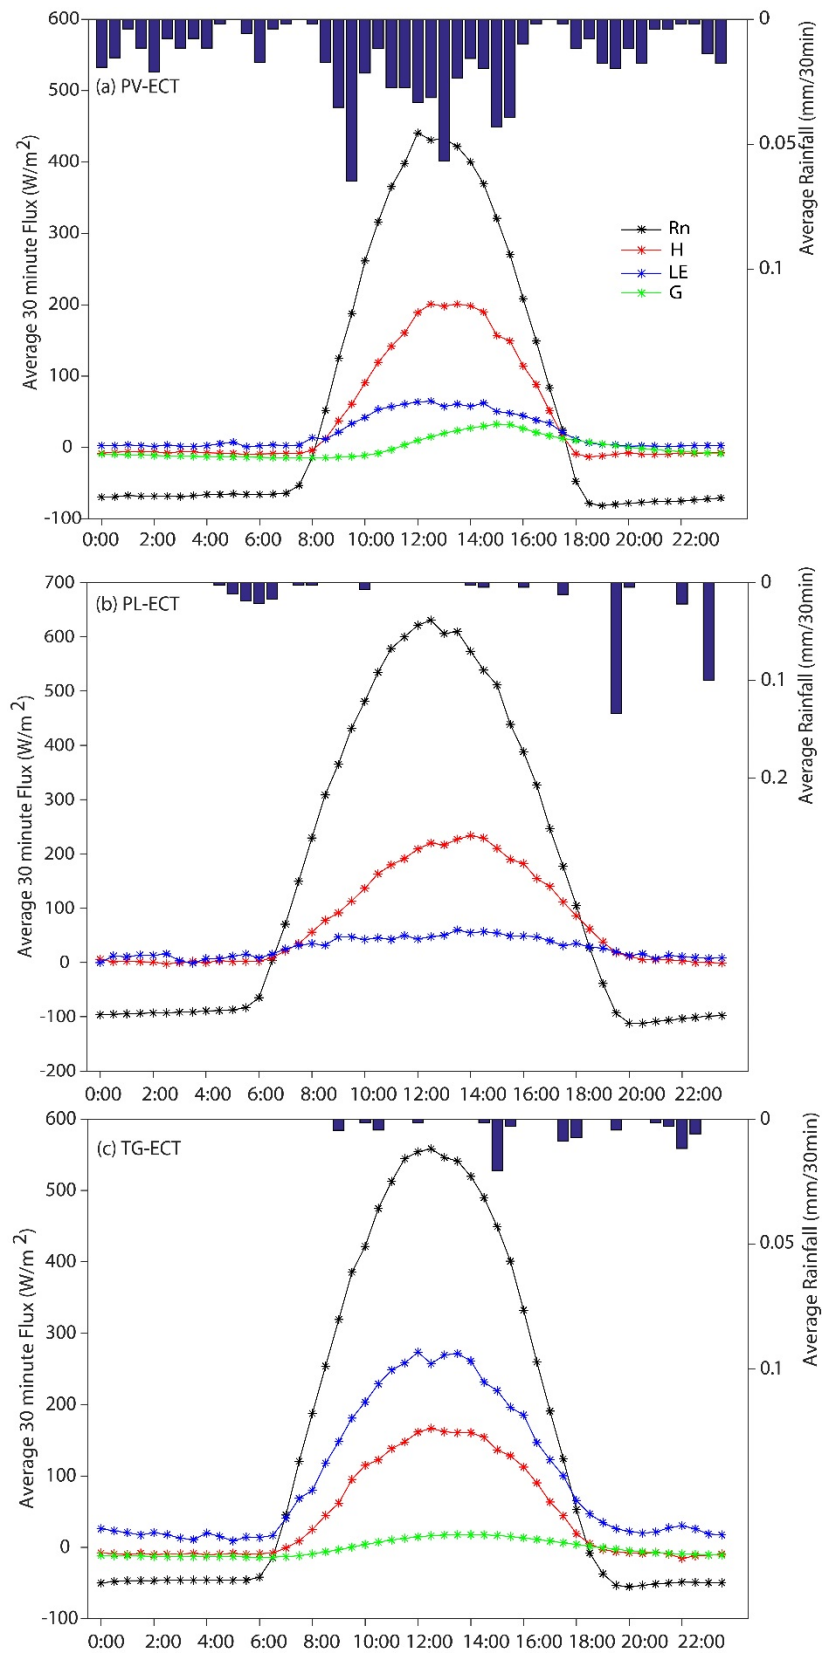 (a) PV-ECT
Average 30 minute Flux (W/m²)
600
500
400
300
200
100
0
-100
0
0.05
0.1
Average Rainfall (mm/30min)
Rn
H
LE
G
0:00 2:00 4:00 6:00 8:00 10:00 12:00 14:00 16:00 18:00 20:00 22:00
(b) PL-ECT
Average 30 minute Flux (W/m ²)
700
600
500
400
300
200
100
0
-100
-200
0
0.1
0.2
Average Rainfall (mm/30min)
0:00 2:00 4:00 6:00 8:00 10:00 12:00 14:00 16:00 18:00 20:00 22:00
(c) TG-ECT
Average 30 minute Flux (W/m ²)
600
500
400
300
200
100
0
-100
0
0.05
0.1
Average Rainfall (mm/30min)
0:00 2:00 4:00 6:00 8:00 10:00 12:00 14:00 16:00 18:00 20:00 22:00